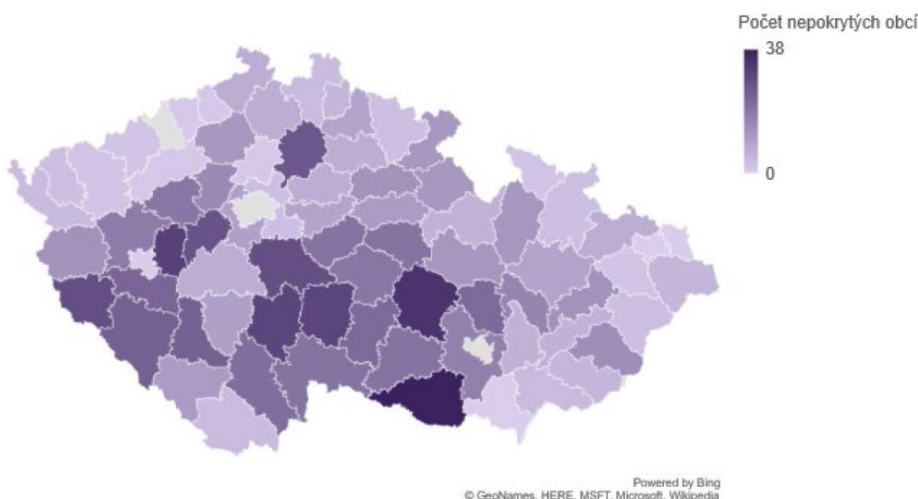 Počet nepokrytých obcí
38
0
Powered by Bing
© GeoNames, HERE, MSFT, Microsoft, Wikipedia